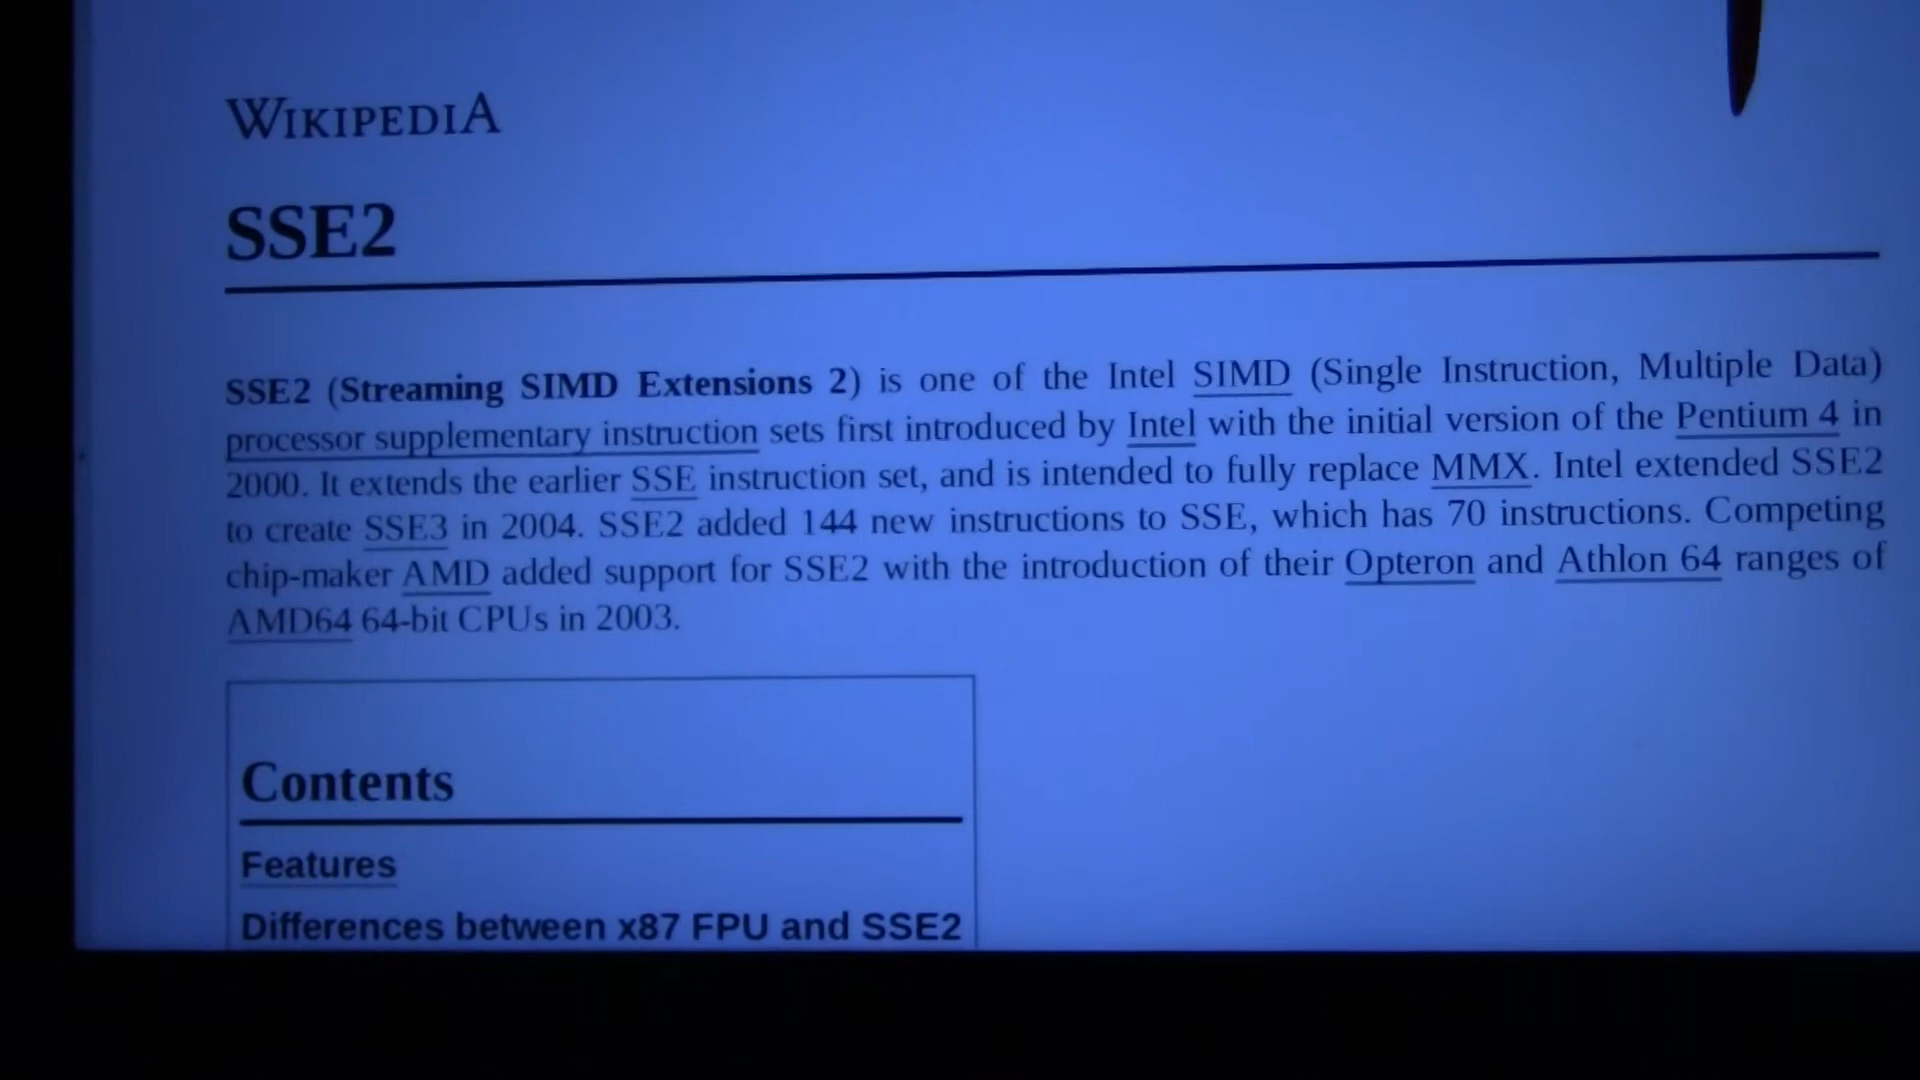 WIKIPEDIA
SSE2
SSE2 (Streaming SIMD Extensions 2) is one of the Intel SIMD (Single Instruction, Multiple Data)
processor supplementary instruction sets first introduced by Intel with the initial version of the Pentium 4 in
2000. It extends the earlier SSE instruction set, and is intended to fully replace MMX. Intel extended SSE2
to create SSE3 in 2004. SSE2 added 144 new instructions to SSE, which has 70 instructions. Competing
chip-maker AMD added support for SSE2 with the introduction of their Opteron and Athlon 64 ranges of
AMD64 64-bit CPUs in 2003.
Contents
Features
Differences between x87 FPU and SSE2